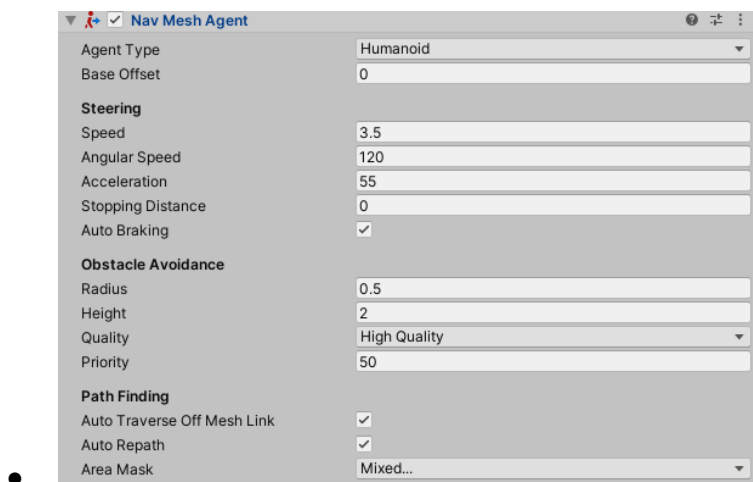 Nav Mesh Agent
Agent Type Humanoid
Base Offset 0
Steering
Speed 3.5
Angular Speed 120
Acceleration 55
Stopping Distance 0
Auto Braking
Obstacle Avoidance
Radius 0.5
Height 2
Quality High Quality
Priority 50
Path Finding
Auto Traverse Off Mesh Link
Auto Repath
Area Mask Mixed...